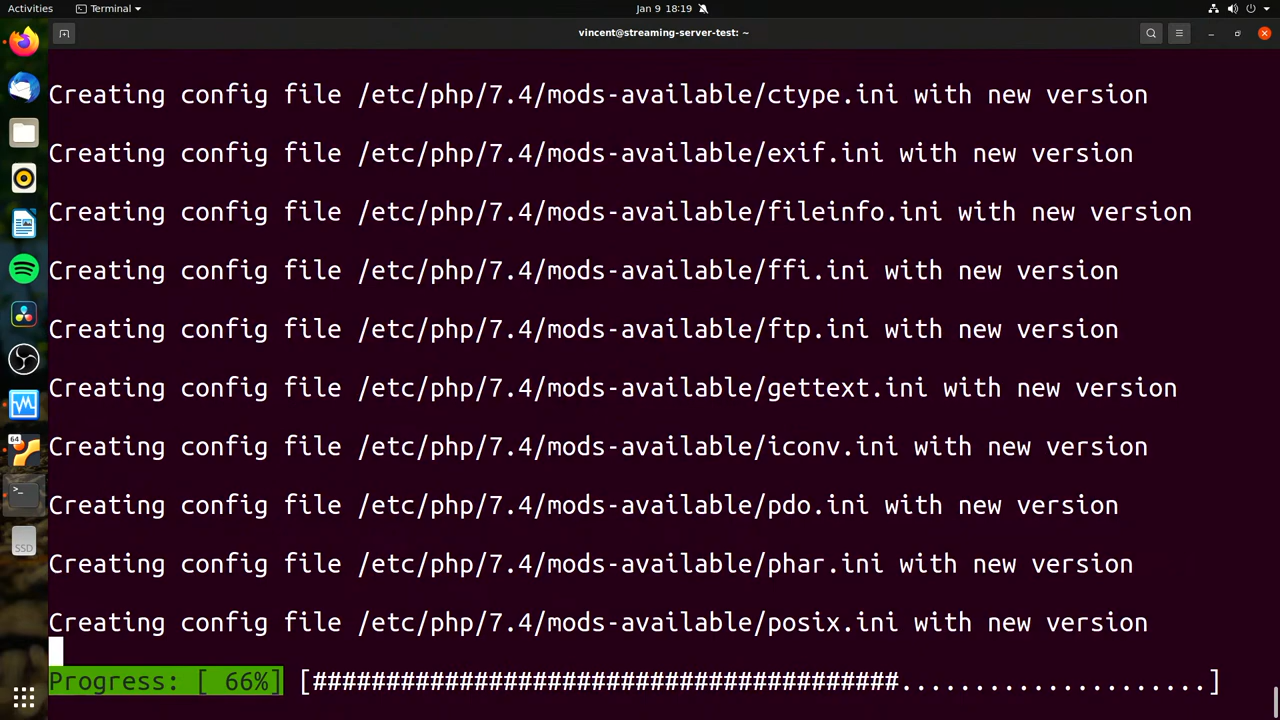 Activities Terminal Jan 9 18:19
vincent@streaming-server-test: ~
Creating config file /etc/php/7.4/mods-available/ctype.ini with new version
Creating config file /etc/php/7.4/mods-available/exif.ini with new version
Creating config file /etc/php/7.4/mods-available/fileinfo.ini with new version
Creating config file /etc/php/7.4/mods-available/ffi.ini with new version
Creating config file /etc/php/7.4/mods-available/ftp.ini with new version
Creating config file /etc/php/7.4/mods-available/gettext.ini with new version
Creating config file /etc/php/7.4/mods-available/iconv.ini with new version
Creating config file /etc/php/7.4/mods-available/pdo.ini with new version
Creating config file /etc/php/7.4/mods-available/phar.ini with new version
Creating config file /etc/php/7.4/mods-available/posix.ini with new version
Progress: [ 66%] [########################################.....................]
64
>_
SSD